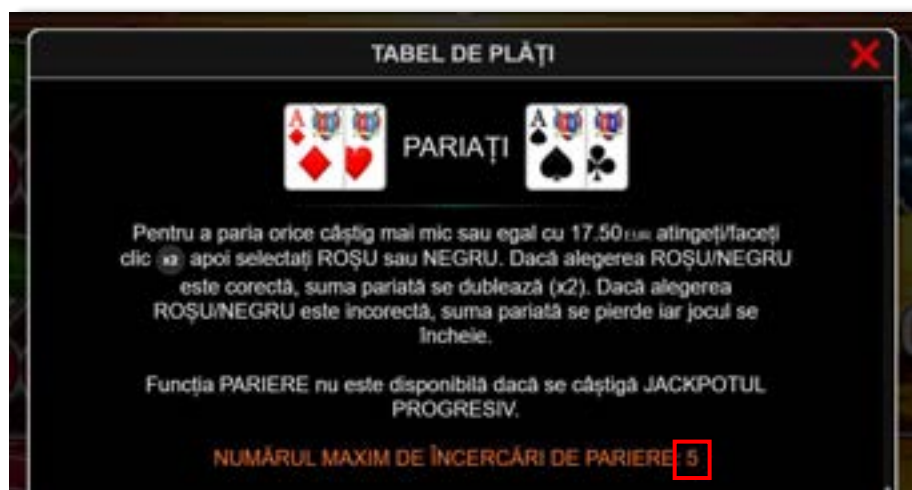 TABEL DE PLĂȚI
PARIAȚI
Pentru a paria orice câștig mai mic sau egal cu 17.50 EUR atingeți/faceți
clic x2 apoi selectați ROȘU sau NEGRU. Dacă alegerea ROȘU/NEGRU
este corectă, suma pariată se dublează (x2). Dacă alegerea
ROȘU/NEGRU este incorectă, suma pariată se pierde iar jocul se
încheie.
Funcția PARIERE nu este disponibilă dacă se câștigă JACKPOTUL
PROGRESIV.
NUMĂRUL MAXIM DE ÎNCERCĂRI DE PARIERE: 5